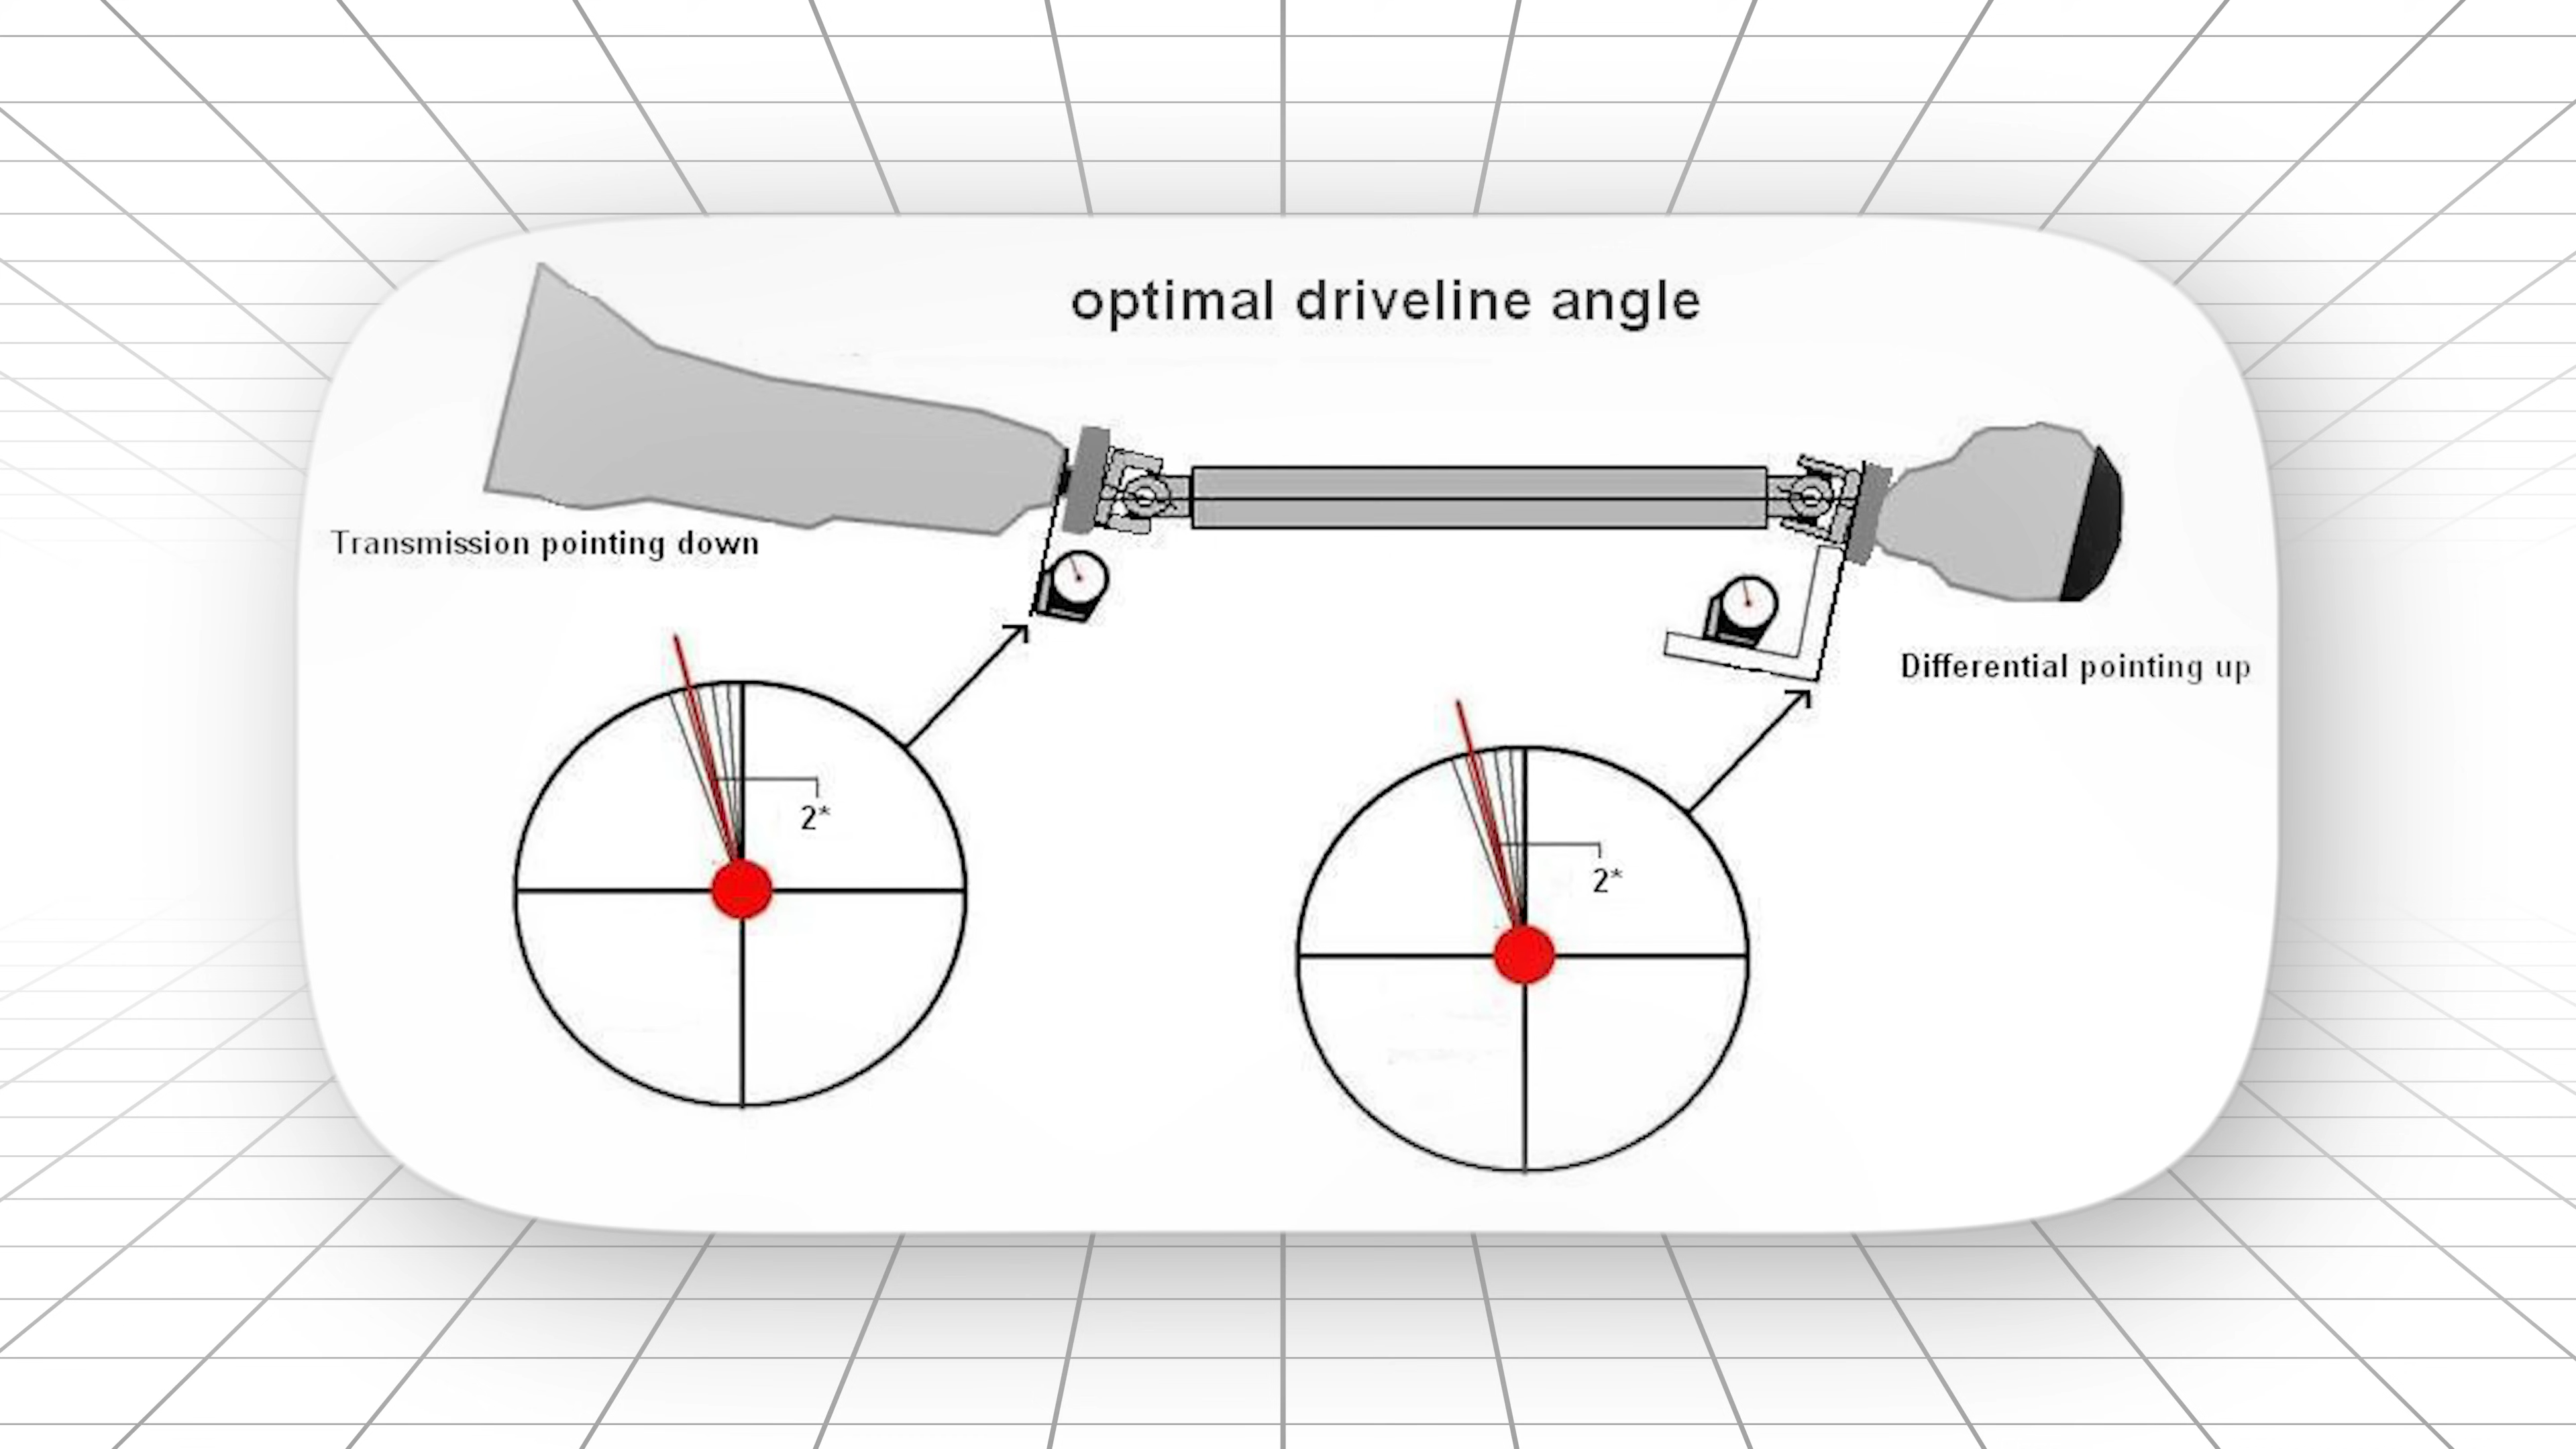 optimal driveline angle
Transmission pointing down
Differential pointing up
2*
2*